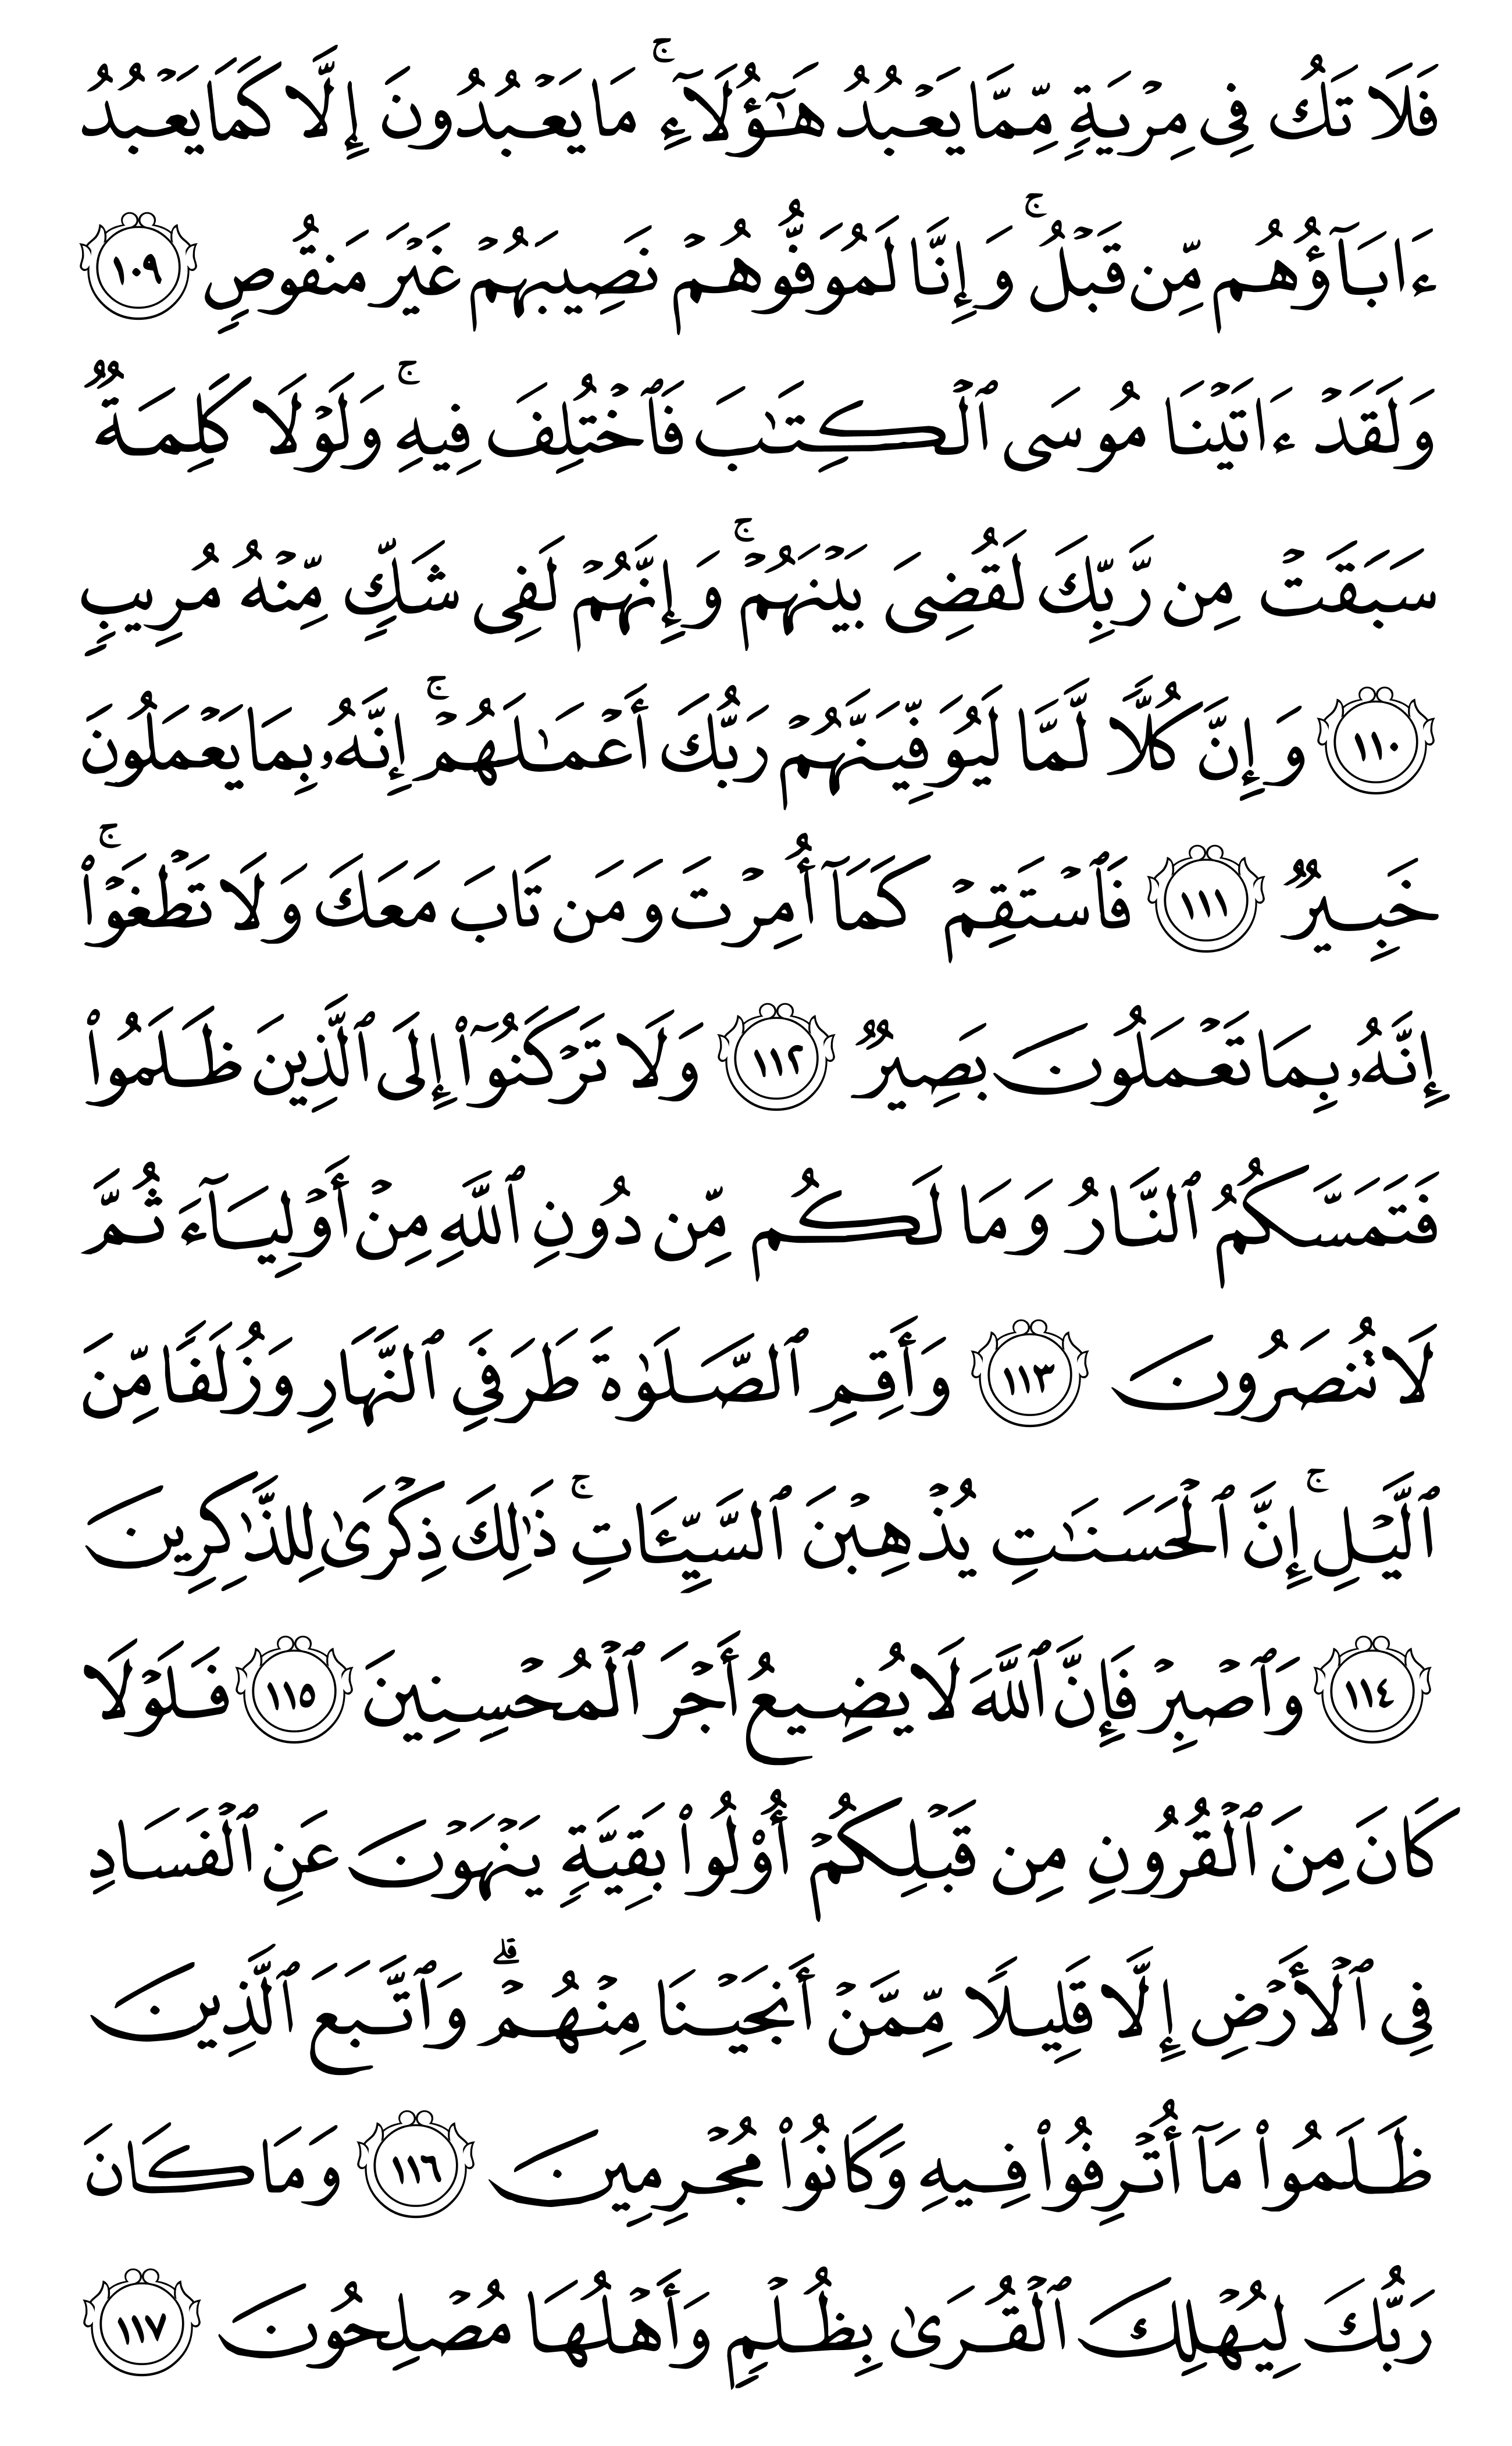 فَلَا تَكُ فِى مِرْيَةٍ مِّمَّا يَعْبُدُ هَٰٓؤُلَآءِ ۚ مَا يَعْبُدُونَ إِلَّا كَمَا يَعْبُدُ
ءَابَآؤُهُم مِّن قَبْلُ ۚ وَإِنَّا لَمُوَفُّوهُمْ نَصِيبَهُمْ غَيْرَ مَنقُوصٍ ١٠٩
وَلَقَدْ ءَاتَيْنَا مُوسَى ٱلْكِتَٰبَ فَٱخْتُلِفَ فِيهِ ۚ وَلَوْلَا كَلِمَةٌ
سَبَقَتْ مِن رَّبِّكَ لَقُضِىَ بَيْنَهُمْ ۚ وَإِنَّهُمْ لَفِى شَكٍّ مِّنْهُ مُرِيبٍ
١١٠ وَإِنَّ كُلًّا لَّمَّا لَيُوَفِّيَنَّهُمْ رَبُّكَ أَعْمَٰلَهُمْ ۚ إِنَّهُۥ بِمَا يَعْمَلُونَ
خَبِيرٌ ١١١ فَٱسْتَقِمْ كَمَآ أُمِرْتَ وَمَن تَابَ مَعَكَ وَلَا تَطْغَوْا۟ ۚ
إِنَّهُۥ بِمَا تَعْمَلُونَ بَصِيرٌ ١١٢ وَلَا تَرْكَنُوٓا۟ إِلَى ٱلَّذِينَ ظَلَمُوا۟
فَتَمَسَّكُمُ ٱلنَّارُ وَمَا لَكُم مِّن دُونِ ٱللَّهِ مِنْ أَوْلِيَآءَ ثُمَّ
لَا تُنصَرُونَ ١١٣ وَأَقِمِ ٱلصَّلَوٰةَ طَرَفَىِ ٱلنَّهَارِ وَزُلَفًا مِّنَ
ٱلَّيْلِ ۚ إِنَّ ٱلْحَسَنَٰتِ يُذْهِبْنَ ٱلسَّيِّـَٔاتِ ۚ ذَٰلِكَ ذِكْرَىٰ لِلذَّٰكِرِينَ
١١٤ وَٱصْبِرْ فَإِنَّ ٱللَّهَ لَا يُضِيعُ أَجْرَ ٱلْمُحْسِنِينَ ١١٥ فَلَوْلَا
كَانَ مِنَ ٱلْقُرُونِ مِن قَبْلِكُمْ أُو۟لُوا۟ بَقِيَّةٍ يَنْهَوْنَ عَنِ ٱلْفَسَادِ
فِى ٱلْأَرْضِ إِلَّا قَلِيلًا مِّمَّنْ أَنجَيْنَا مِنْهُمْ ۗ وَٱتَّبَعَ ٱلَّذِينَ
ظَلَمُوا۟ مَآ أُتْرِفُوا۟ فِيهِ وَكَانُوا۟ مُجْرِمِينَ ١١٦ وَمَا كَانَ
رَبُّكَ لِيُهْلِكَ ٱلْقُرَىٰ بِظُلْمٍ وَأَهْلُهَا مُصْلِحُونَ ١١٧